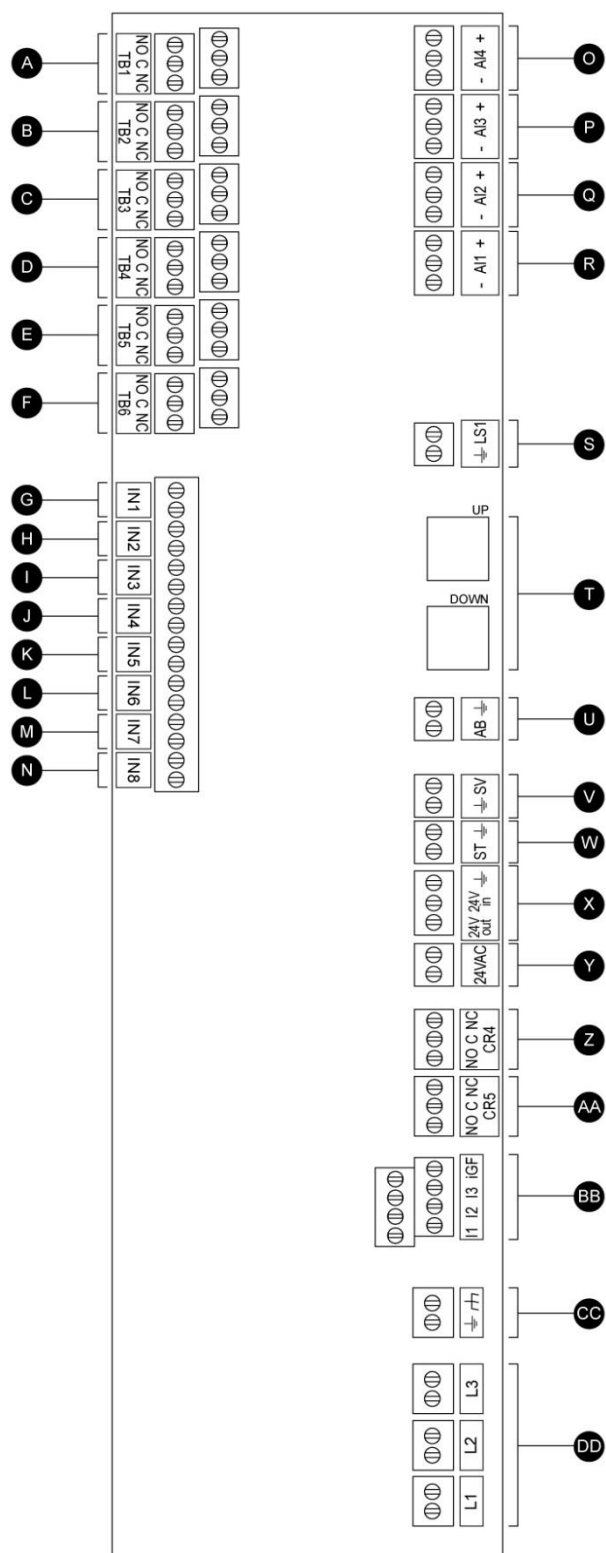 A
NO C NC
TB1
B
NO C NC
TB2
C
NO C NC
TB3
D
NO C NC
TB4
E
NO C NC
TB5
F
NO C NC
TB6
G
IN1
H
IN2
I
IN3
J
IN4
K
IN5
L
IN6
M
IN7
N
IN8
- AI4 +
O
- AI3 +
P
- AI2 +
Q
- AI1 +
R
LS1
S
UP
DOWN
T
AB
U
SV
V
ST
W
24V 24V
out in
X
24VAC
Y
NO C NC
CR4
Z
NO C NC
CR5
AA
I1 I2 I3 iGF
BB
CC
L3
L2
L1
DD